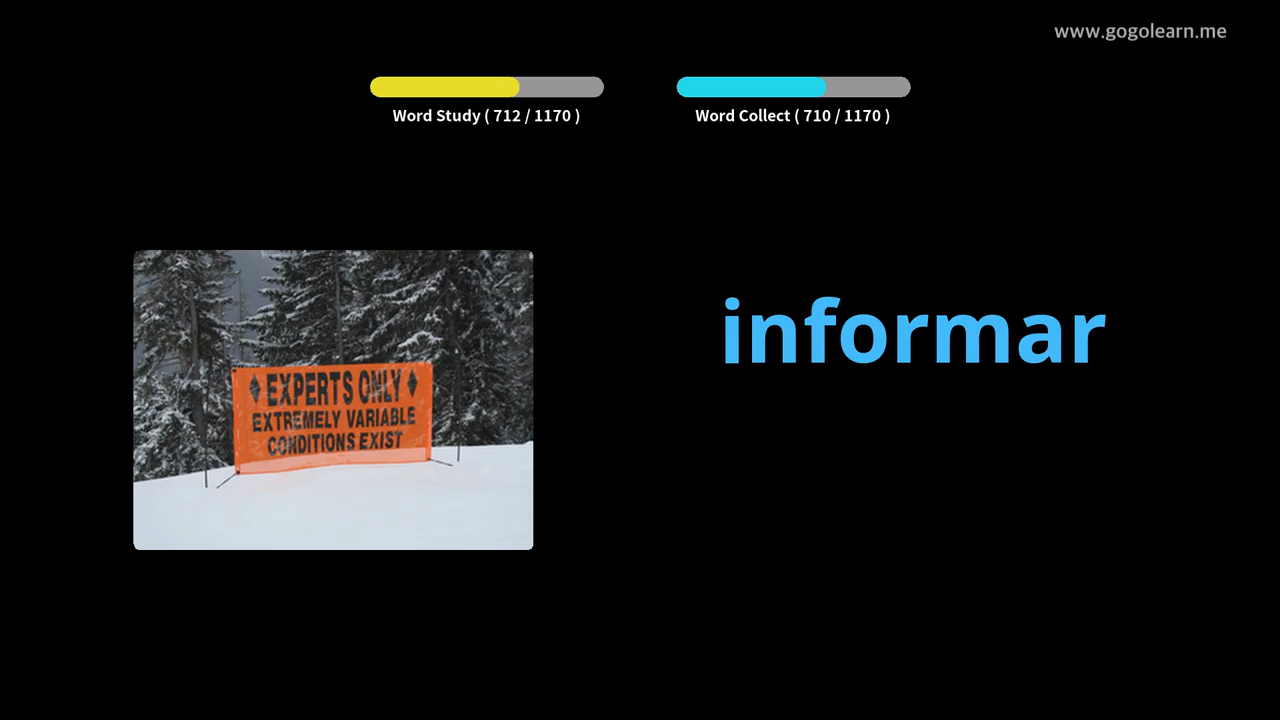 www.gogolearn.me
Word Study ( 712 / 1170 )
Word Collect ( 710 / 1170 )
informar
EXPERTS ONLY
EXTREMELY VARIABLE
CONDITIONS EXIST